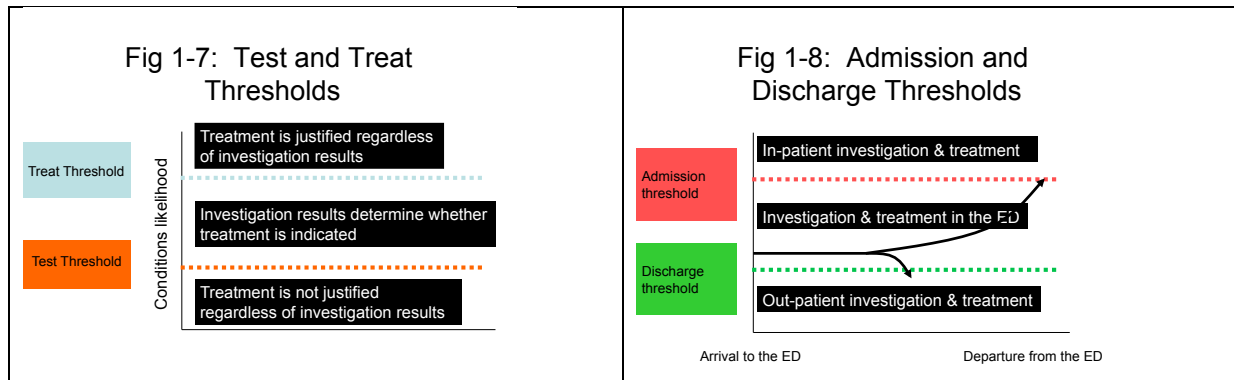 Fig 1-7: Test and Treat
Thresholds
Treat Threshold
Test Threshold
Conditions likelihood
Treatment is justified regardless
of investigation results
Investigation results determine whether
treatment is indicated
Treatment is not justified
regardless of investigation results
Fig 1-8: Admission and
Discharge Thresholds
Admission
threshold
Discharge
threshold
In-patient investigation & treatment
Investigation & treatment in the ED
Out-patient investigation & treatment
Arrival to the ED
Departure from the ED